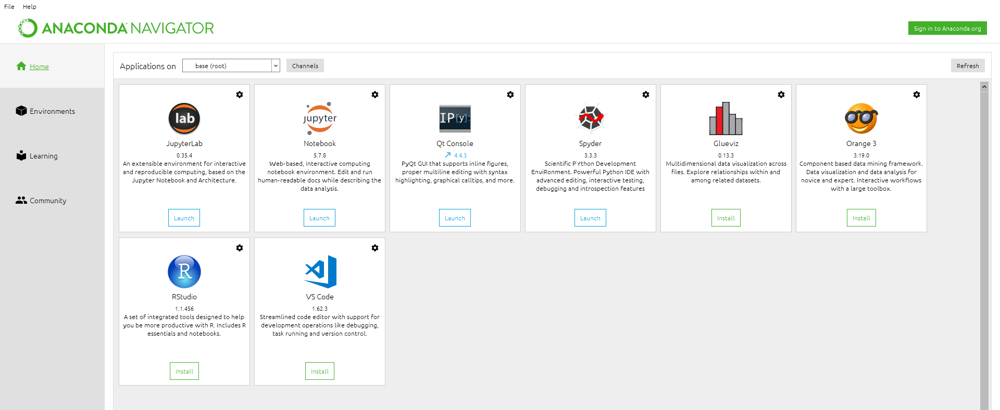 File Help
ANACONDA NAVIGATOR
Sign in to Anaconda.org
Home
Environments
Learning
Community
Applications on base (root) Channels Refresh
lab
JupyterLab
0.35.4
An extensible environment for interactive
and reproducible computing, based on the
Jupyter Notebook and Architecture.
Launch
jupyter
Notebook
5.7.8
Web-based, interactive computing
notebook environment. Edit and run
human-readable docs while describing the
data analysis.
Launch
IP[y]:
Qt Console
4.4.3
PyQt GUI that supports inline figures,
proper multiline editing with syntax
highlighting, graphical calltips, and more.
Launch
Spyder
3.3.3
Scientific PYthon Development
EnviRonment. Powerful Python IDE with
advanced editing, interactive testing,
debugging and introspection features
Launch
Glueviz
0.13.3
Multidimensional data visualization across
files. Explore relationships within and
among related datasets.
Install
Orange 3
3.19.0
Component based data mining framework.
Data visualization and data analysis for
novice and expert. Interactive workflows
with a large toolbox.
Install
R
RStudio
1.1.456
A set of integrated tools designed to help
you be more productive with R. Includes R
essentials and notebooks.
Install
VS Code
1.62.3
Streamlined code editor with support for
development operations like debugging,
task running and version control.
Install